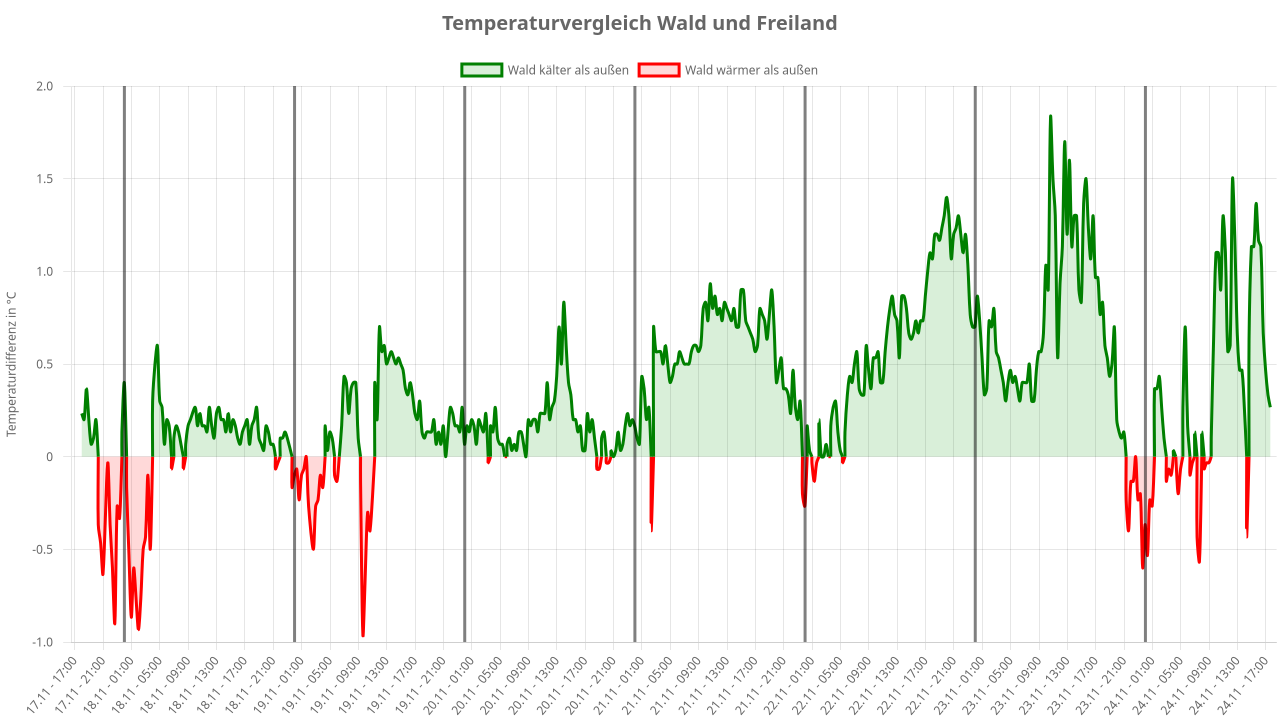 Temperaturvergleich Wald und Freiland
Wald kälter als außen
Wald wärmer als außen
Temperaturdifferenz in °C
2.0
1.5
1.0
0.5
0
-0.5
-1.0
17.11 - 17:00
17.11 - 21:00
18.11 - 01:00
18.11 - 05:00
18.11 - 09:00
18.11 - 13:00
18.11 - 17:00
18.11 - 21:00
19.11 - 01:00
19.11 - 05:00
19.11 - 09:00
19.11 - 13:00
19.11 - 17:00
19.11 - 21:00
20.11 - 01:00
20.11 - 05:00
20.11 - 09:00
20.11 - 13:00
20.11 - 17:00
20.11 - 21:00
21.11 - 01:00
21.11 - 05:00
21.11 - 09:00
21.11 - 13:00
21.11 - 17:00
21.11 - 21:00
22.11 - 01:00
22.11 - 05:00
22.11 - 09:00
22.11 - 13:00
22.11 - 17:00
22.11 - 21:00
23.11 - 01:00
23.11 - 05:00
23.11 - 09:00
23.11 - 13:00
23.11 - 17:00
23.11 - 21:00
24.11 - 01:00
24.11 - 05:00
24.11 - 09:00
24.11 - 13:00
24.11 - 17:00